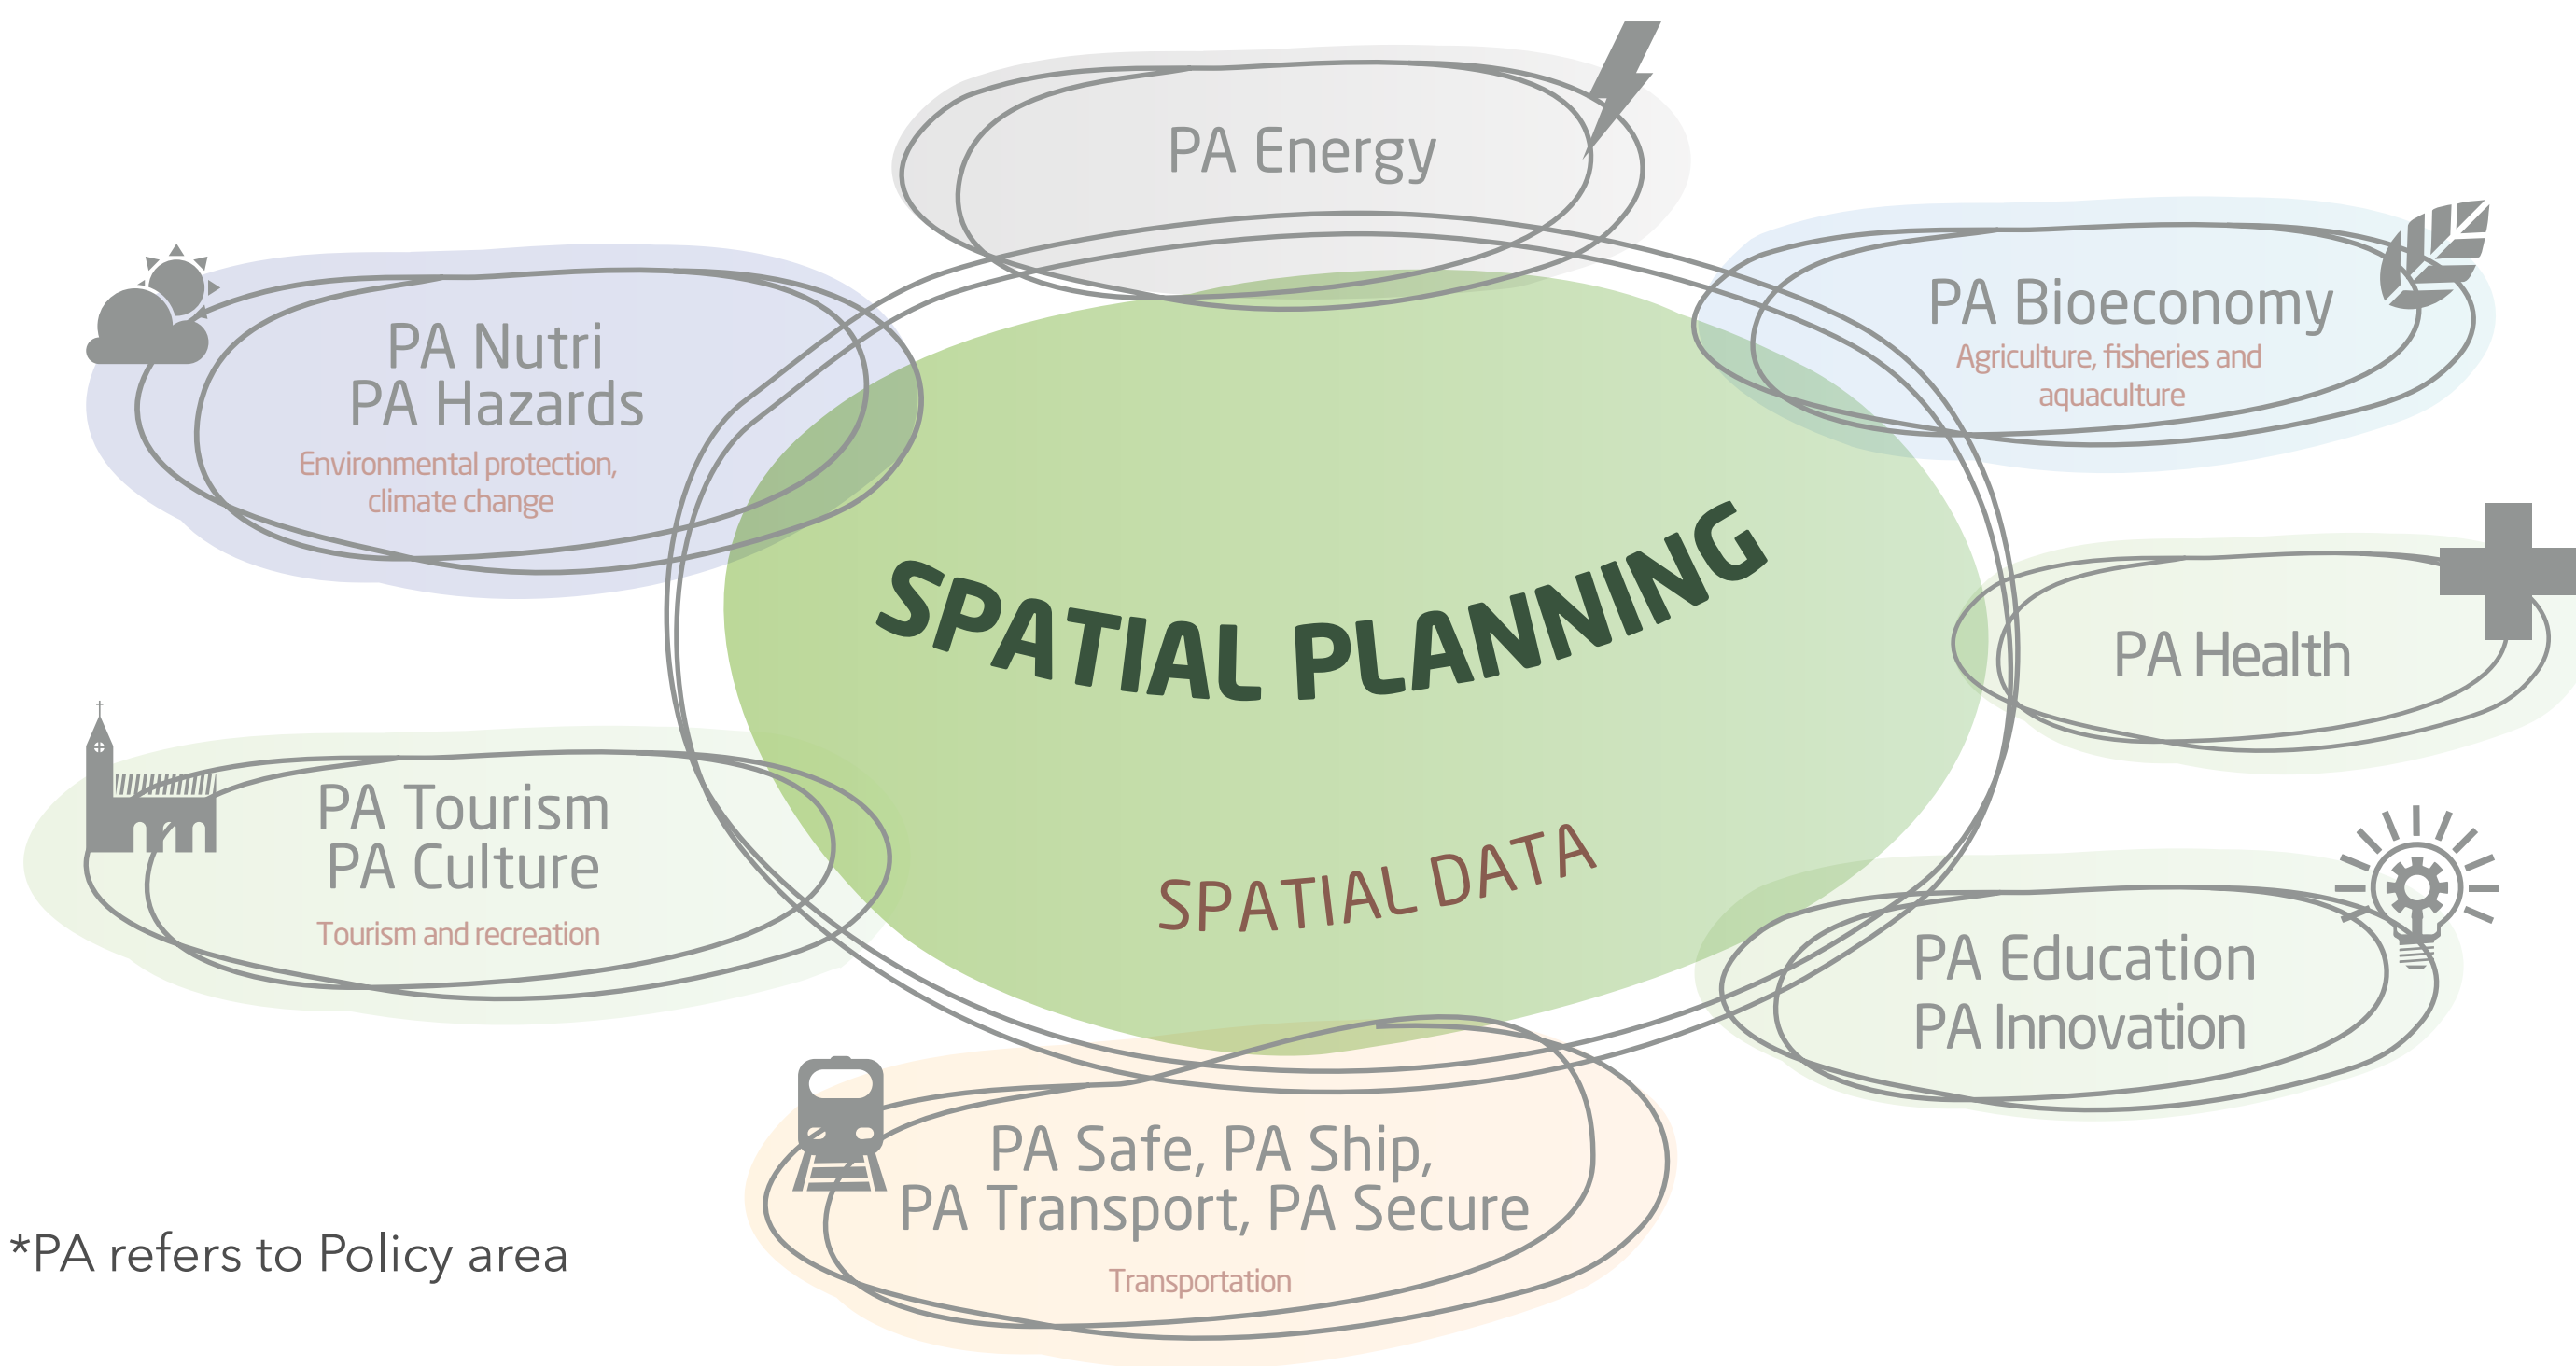 PA Energy
PA Nutri
PA Hazards
Environmental protection,
climate change
PA Bioeconomy
Agriculture, fisheries and
aquaculture
SPATIAL PLANNING
PA Health
PA Tourism
PA Culture
Tourism and recreation
SPATIAL DATA
PA Education
PA Innovation
PA Safe, PA Ship,
PA Transport, PA Secure
Transportation
*PA refers to Policy area